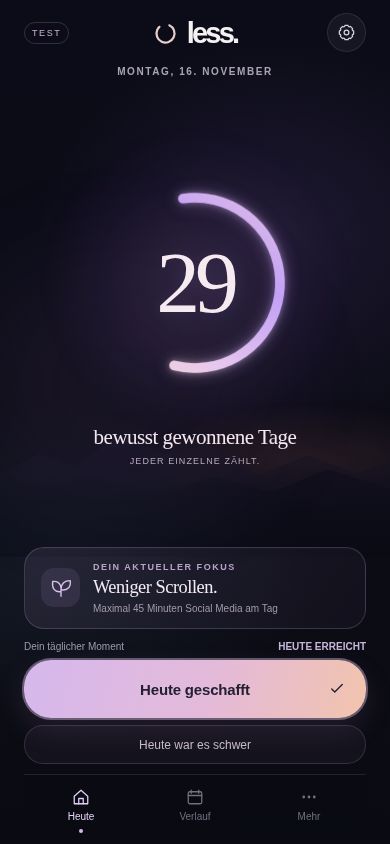 TEST
less.
MONTAG, 16. NOVEMBER
29
bewusst gewonnene Tage
JEDER EINZELNE ZÄHLT.
DEIN AKTUELLER FOKUS
Weniger Scrollen.
Maximal 45 Minuten Social Media am Tag
Dein täglicher Moment HEUTE ERREICHT
Heute geschafft
Heute war es schwer
Heute Verlauf Mehr